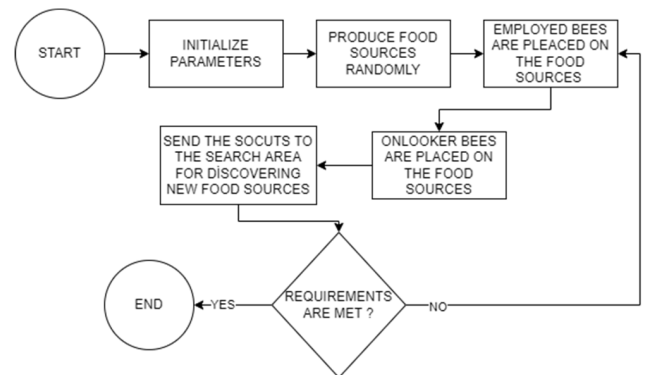 START
INITIALIZE
PARAMETERS
PRODUCE FOOD
SOURCES
RANDOMLY
EMPLOYED BEES
ARE PLEACED ON
THE FOOD
SOURCES
ONLOOKER BEES
ARE PLACED ON
THE FOOD
SOURCES
SEND THE SOCUTS TO
THE SEARCH AREA
FOR DİSCOVERING
NEW FOOD SOURCES
REQUIREMENTS
ARE MET ?
YES
NO
END